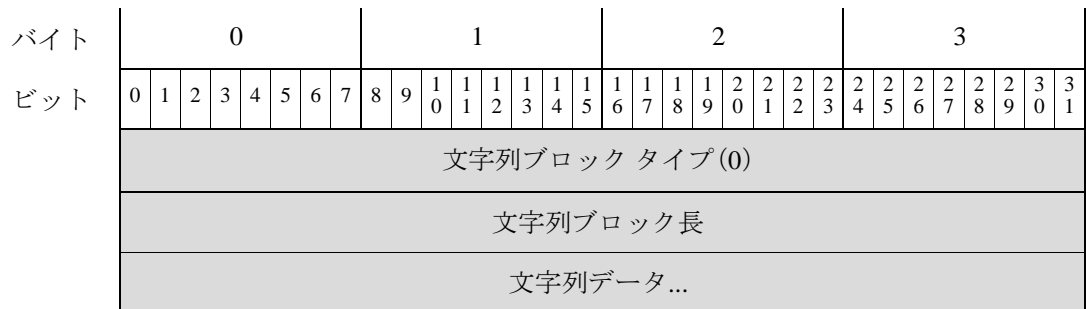 バイト 0 1 2 3
ビット 0 1 2 3 4 5 6 7 8 9 10 11 12 13 14 15 16 17 18 19 20 21 22 23 24 25 26 27 28 29 30 31
文字列ブロック タイプ(0)
文字列ブロック長
文字列データ...